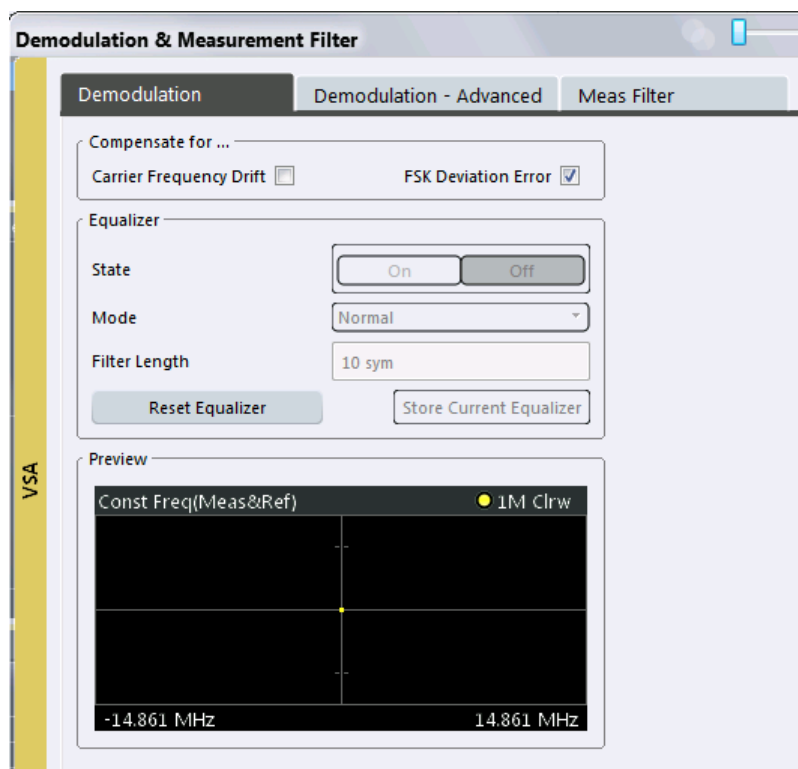 Demodulation & Measurement Filter
Demodulation
Demodulation - Advanced
Meas Filter
Compensate for ...
Carrier Frequency Drift
FSK Deviation Error
Equalizer
State
On
Off
Mode
Normal
Filter Length
10 sym
Reset Equalizer
Store Current Equalizer
Preview
VSA
Const Freq(Meas&Ref)
1M Clrw
-14.861 MHz
14.861 MHz